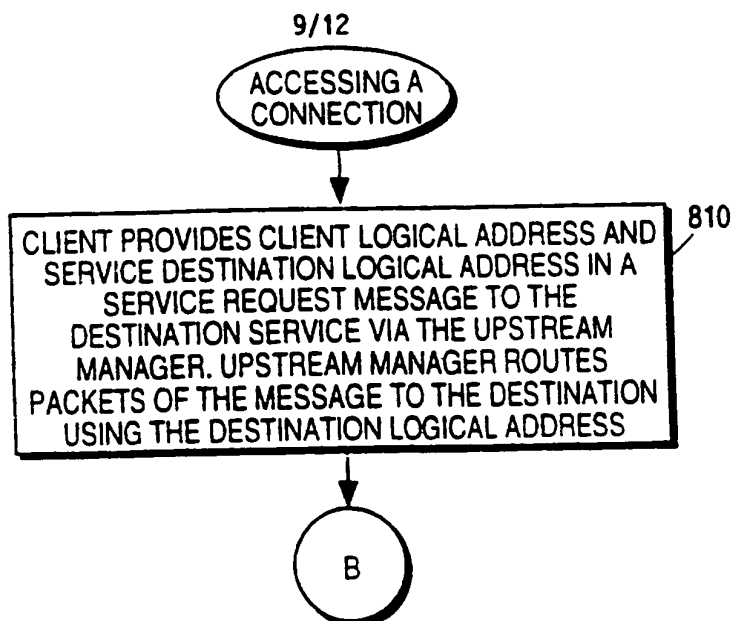 9/12
ACCESSING A
CONNECTION
CLIENT PROVIDES CLIENT LOGICAL ADDRESS AND
SERVICE DESTINATION LOGICAL ADDRESS IN A
SERVICE REQUEST MESSAGE TO THE
DESTINATION SERVICE VIA THE UPSTREAM
MANAGER. UPSTREAM MANAGER ROUTES
PACKETS OF THE MESSAGE TO THE DESTINATION
USING THE DESTINATION LOGICAL ADDRESS
810
B